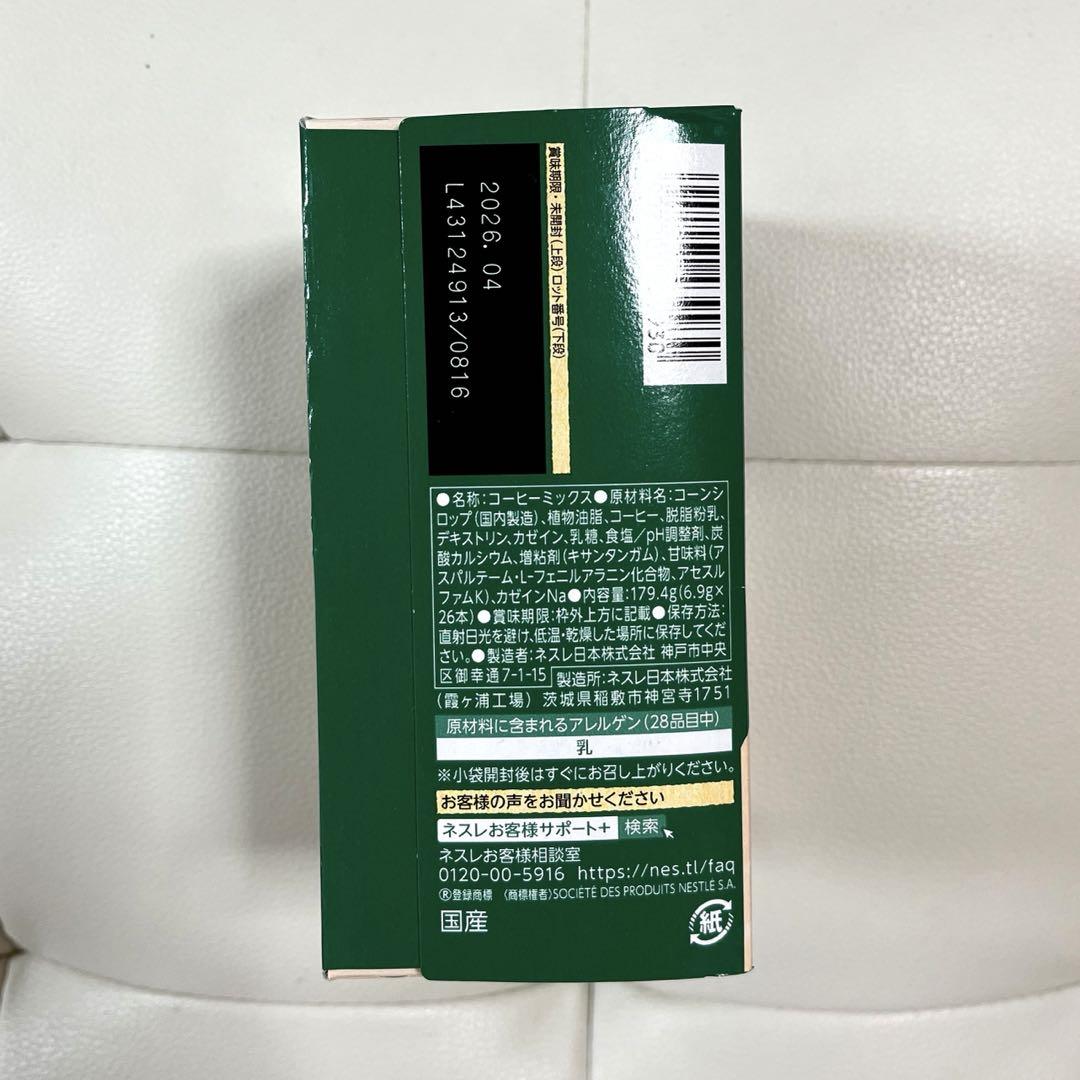 賞味期限・未開封(上段) ロット番号(下段)
2026. 04
L43124913/0816
●名称:コーヒーミックス●原材料名:コーンシ
ロップ(国内製造)、植物油脂、コーヒー、脱脂粉乳、
デキストリン、カゼイン、乳糖、食塩/pH調整剤、炭
酸カルシウム、増粘剤(キサンタンガム)、甘味料(ア
スパルテーム・L-フェニルアラニン化合物、アセスル
ファムK)、カゼインNa●内容量:179.4g(6.9g×
26本)●賞味期限:枠外上方に記載●保存方法:
直射日光を避け、低温・乾燥した場所に保存してくだ
さい。●製造者:ネスレ日本株式会社 神戸市中央
区御幸通7-1-15 製造所:ネスレ日本株式会社
(霞ヶ浦工場) 茨城県稲敷市神宮寺1751
原材料に含まれるアレルゲン(28品目中)
乳
※小袋開封後はすぐにお召し上がりください。
お客様の声をお聞かせください
ネスレお客様サポート+ 検索
ネスレお客様相談室
0120-00-5916 https://nes.tl/faq
®登録商標 (商標権者)SOCIÉTÉ DES PRODUITS NESTLÉ S.A.
国産
紙